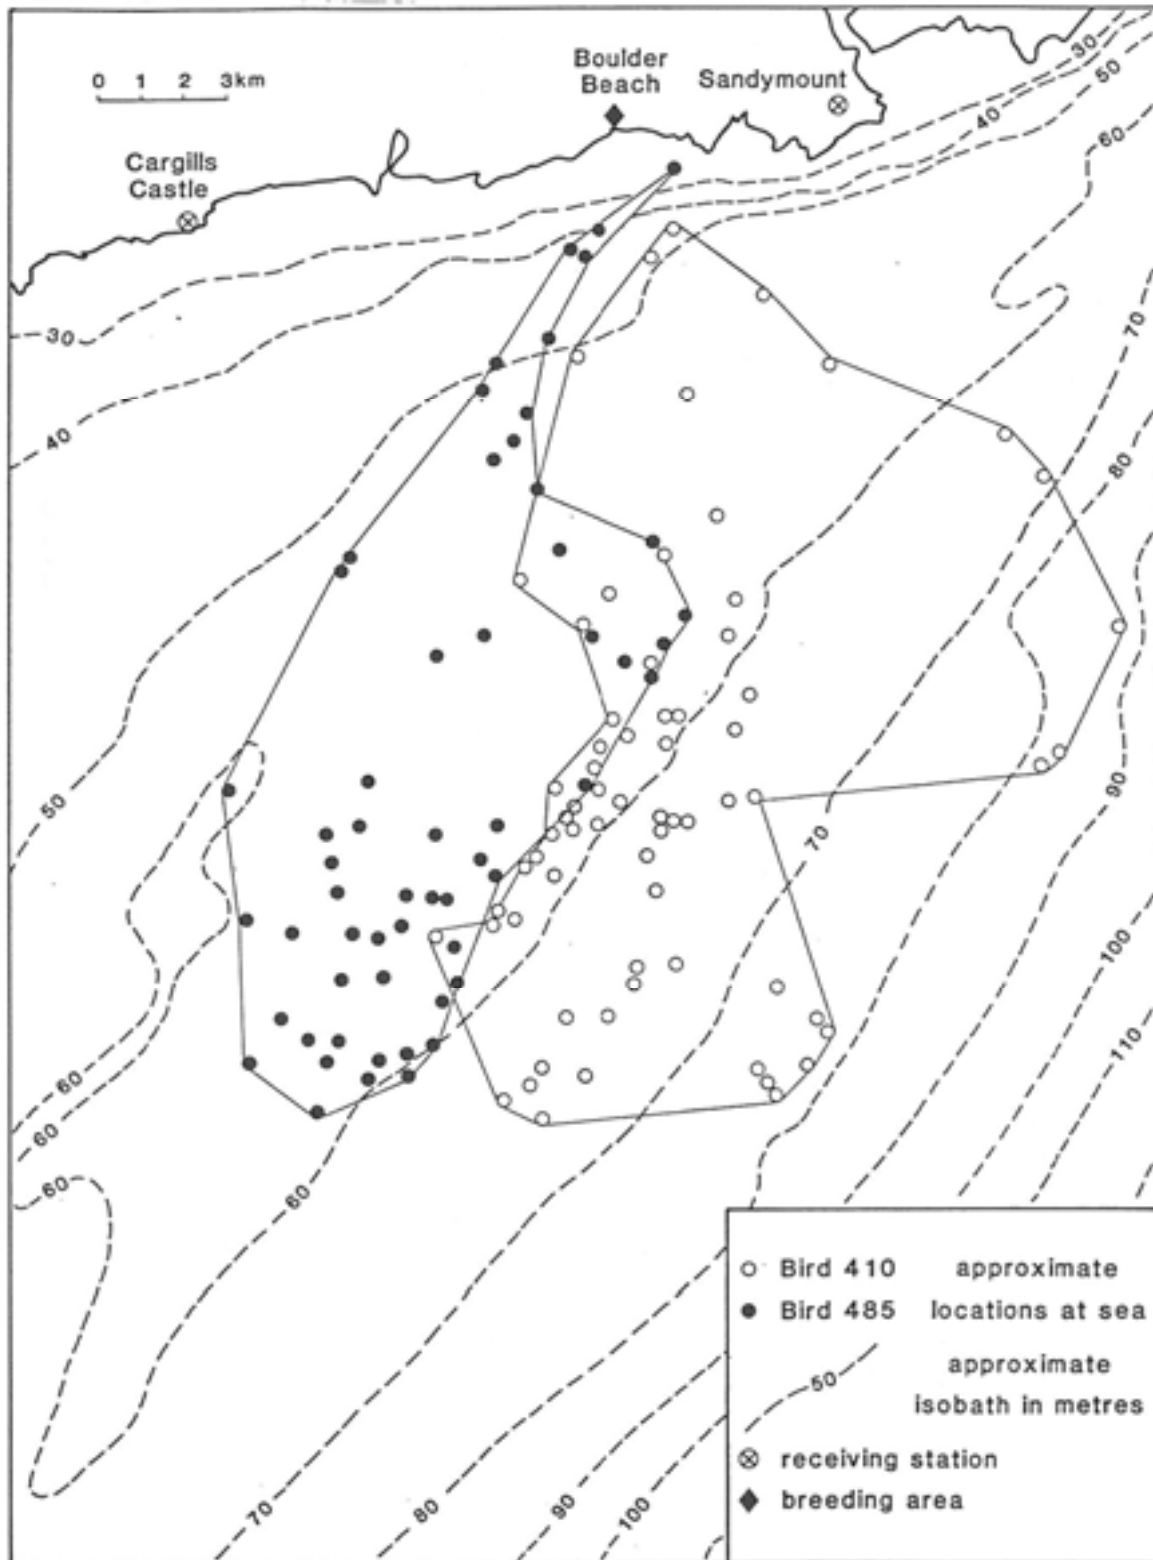 0 1 2 3km
Boulder
Beach
Sandymount
Cargills
Castle
30
50
40
60
30
70
40
80
90
50
70
100
110
60
60
60
60
70
80
90
100
Bird 410 approximate
Bird 485 locations at sea
50
approximate
isobath in metres
receiving station
breeding area